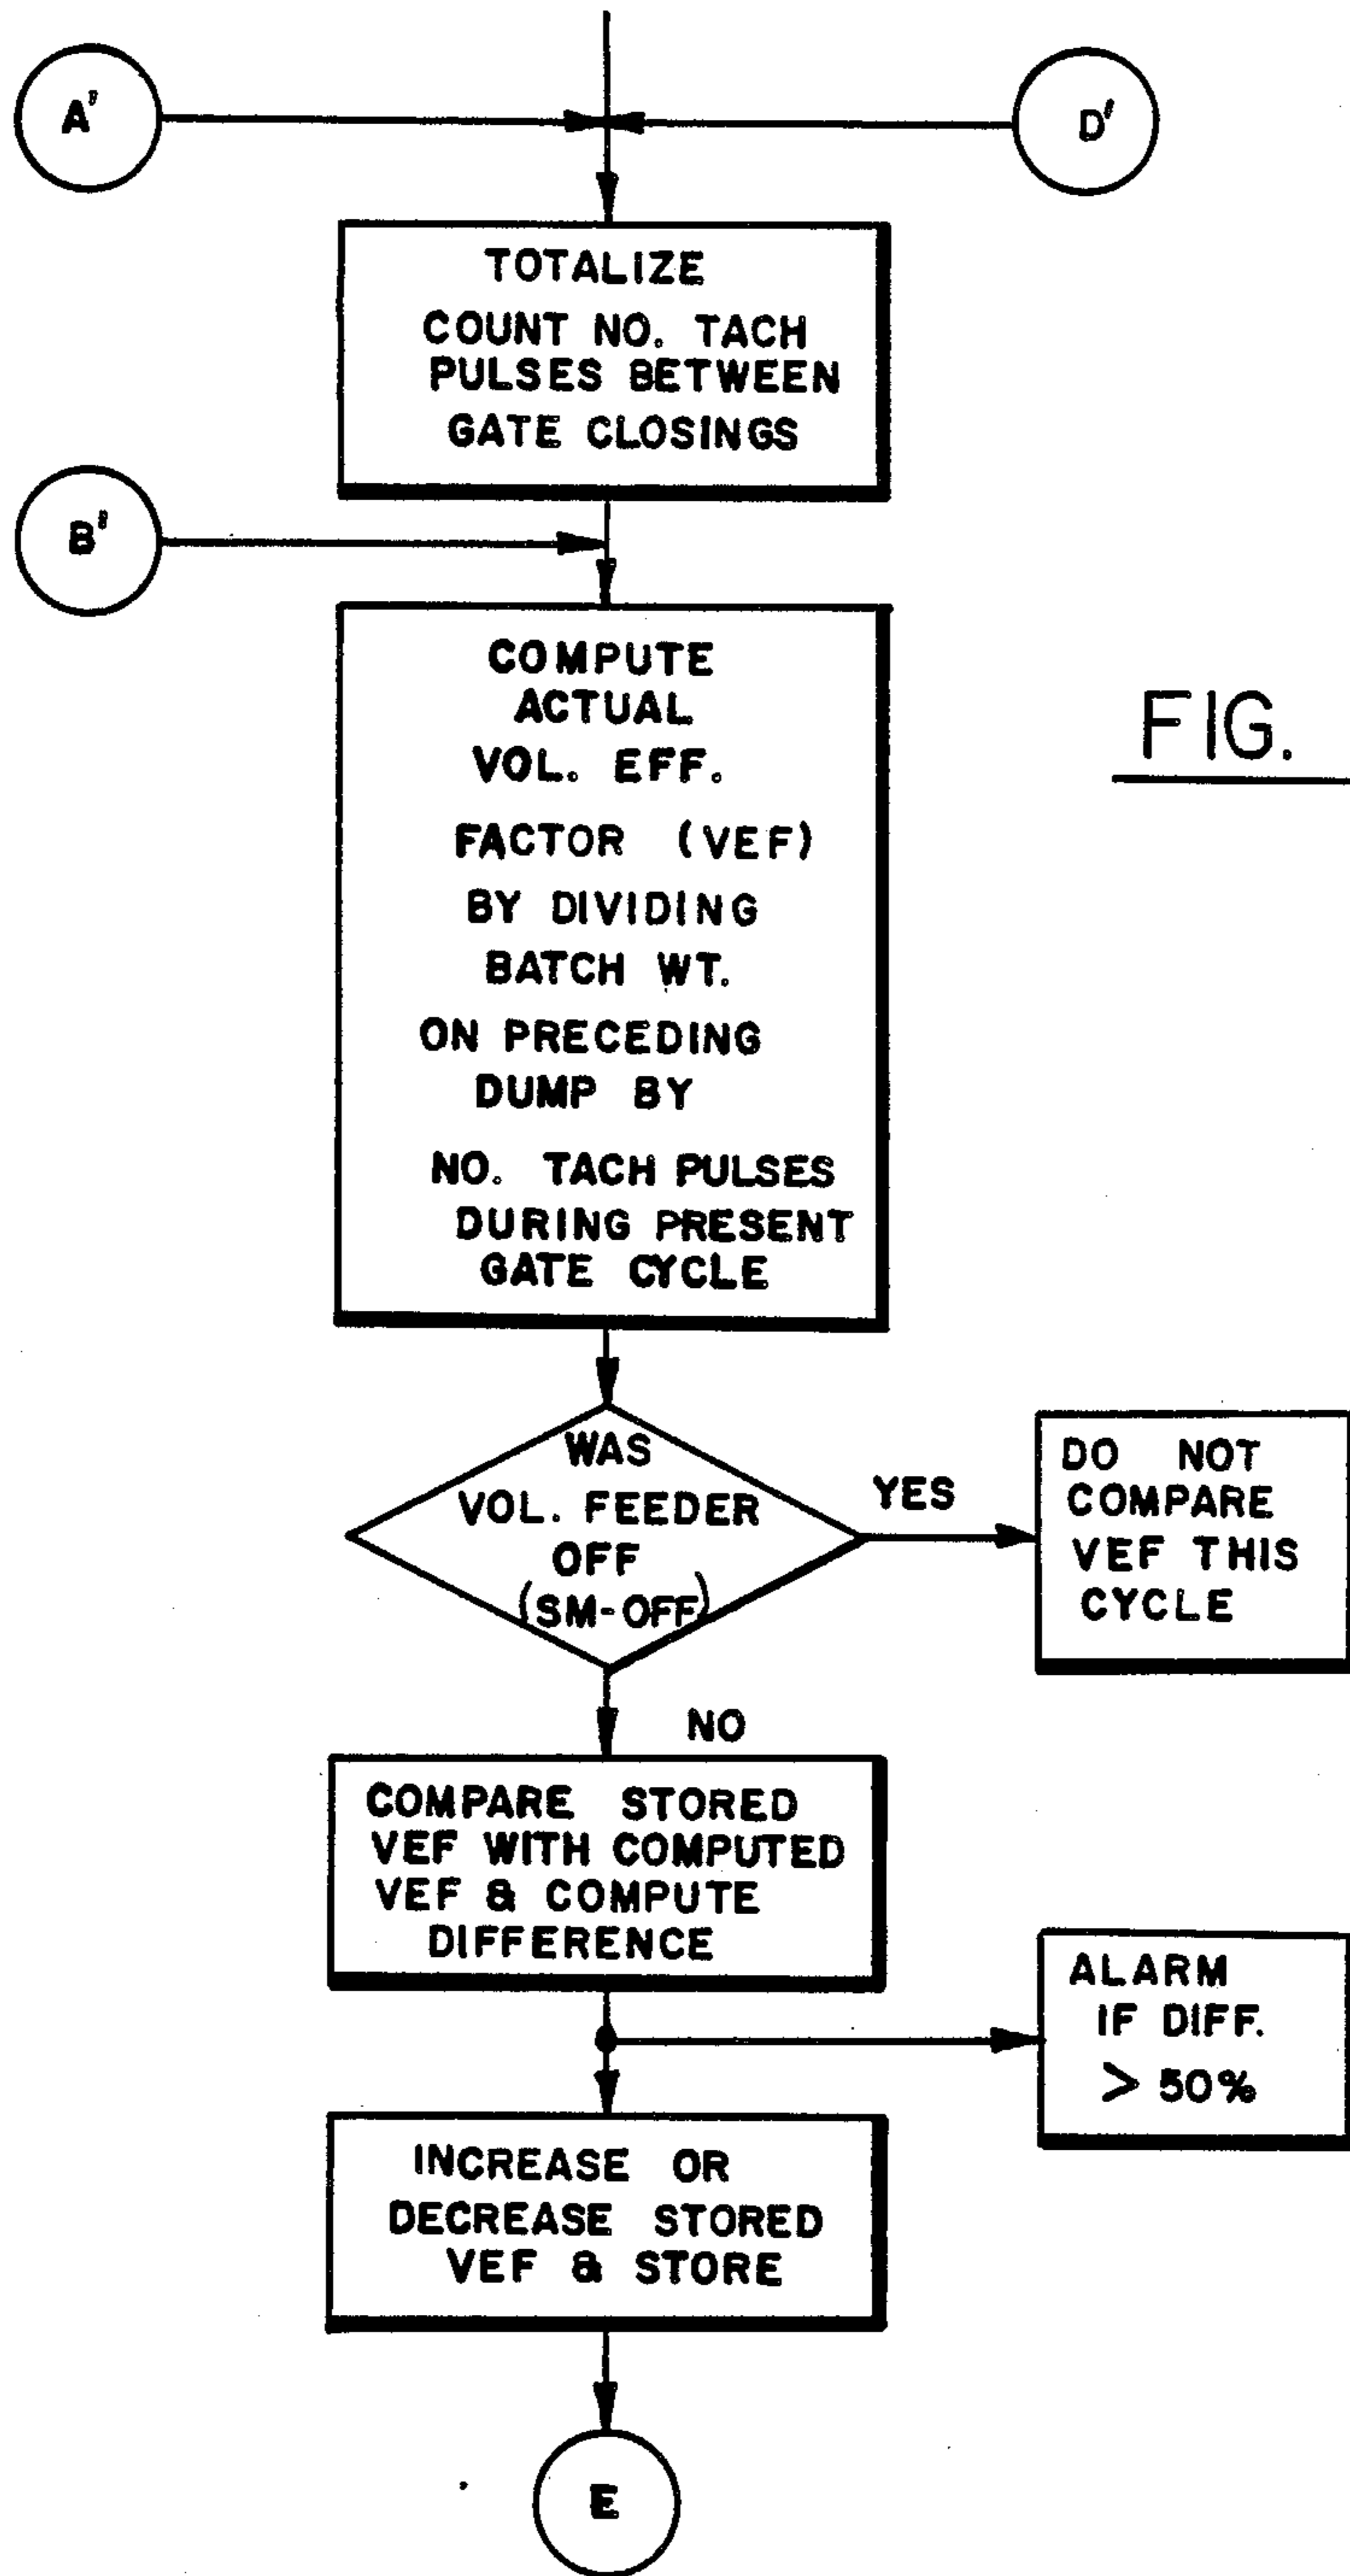 A'
D'
TOTALIZE
COUNT NO. TACH
PULSES BETWEEN
GATE CLOSINGS
B'
COMPUTE
ACTUAL
VOL. EFF.
FACTOR (VEF)
BY DIVIDING
BATCH WT.
ON PRECEDING
DUMP BY
NO. TACH PULSES
DURING PRESENT
GATE CYCLE
FIG.
WAS
VOL. FEEDER
OFF
(SM-OFF)
YES
DO NOT
COMPARE
VEF THIS
CYCLE
NO
COMPARE STORED
VEF WITH COMPUTED
VEF & COMPUTE
DIFFERENCE
ALARM
IF DIFF.
> 50%
INCREASE OR
DECREASE STORED
VEF & STORE
E